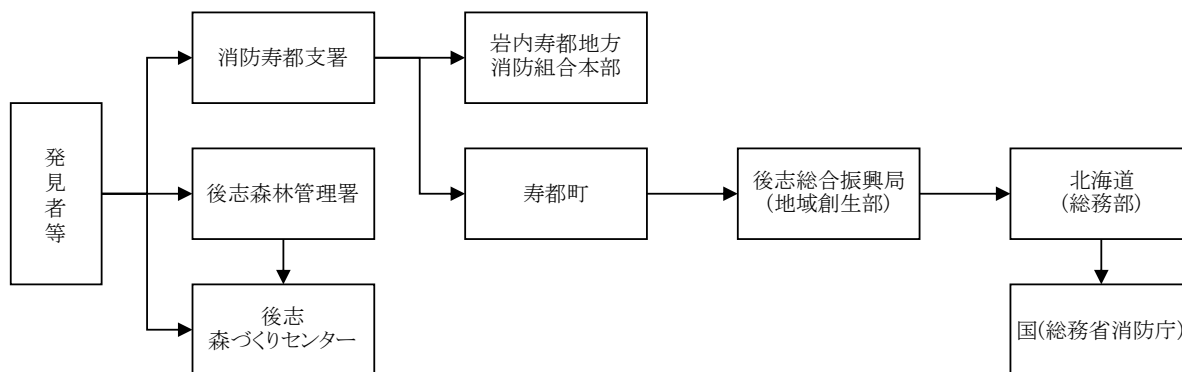 発見者等
消防寿都支署
岩内寿都地方
消防組合本部
後志森林管理署
寿都町
後志総合振興局
(地域創生部)
北海道
(総務部)
後志
森づくりセンター
国(総務省消防庁)